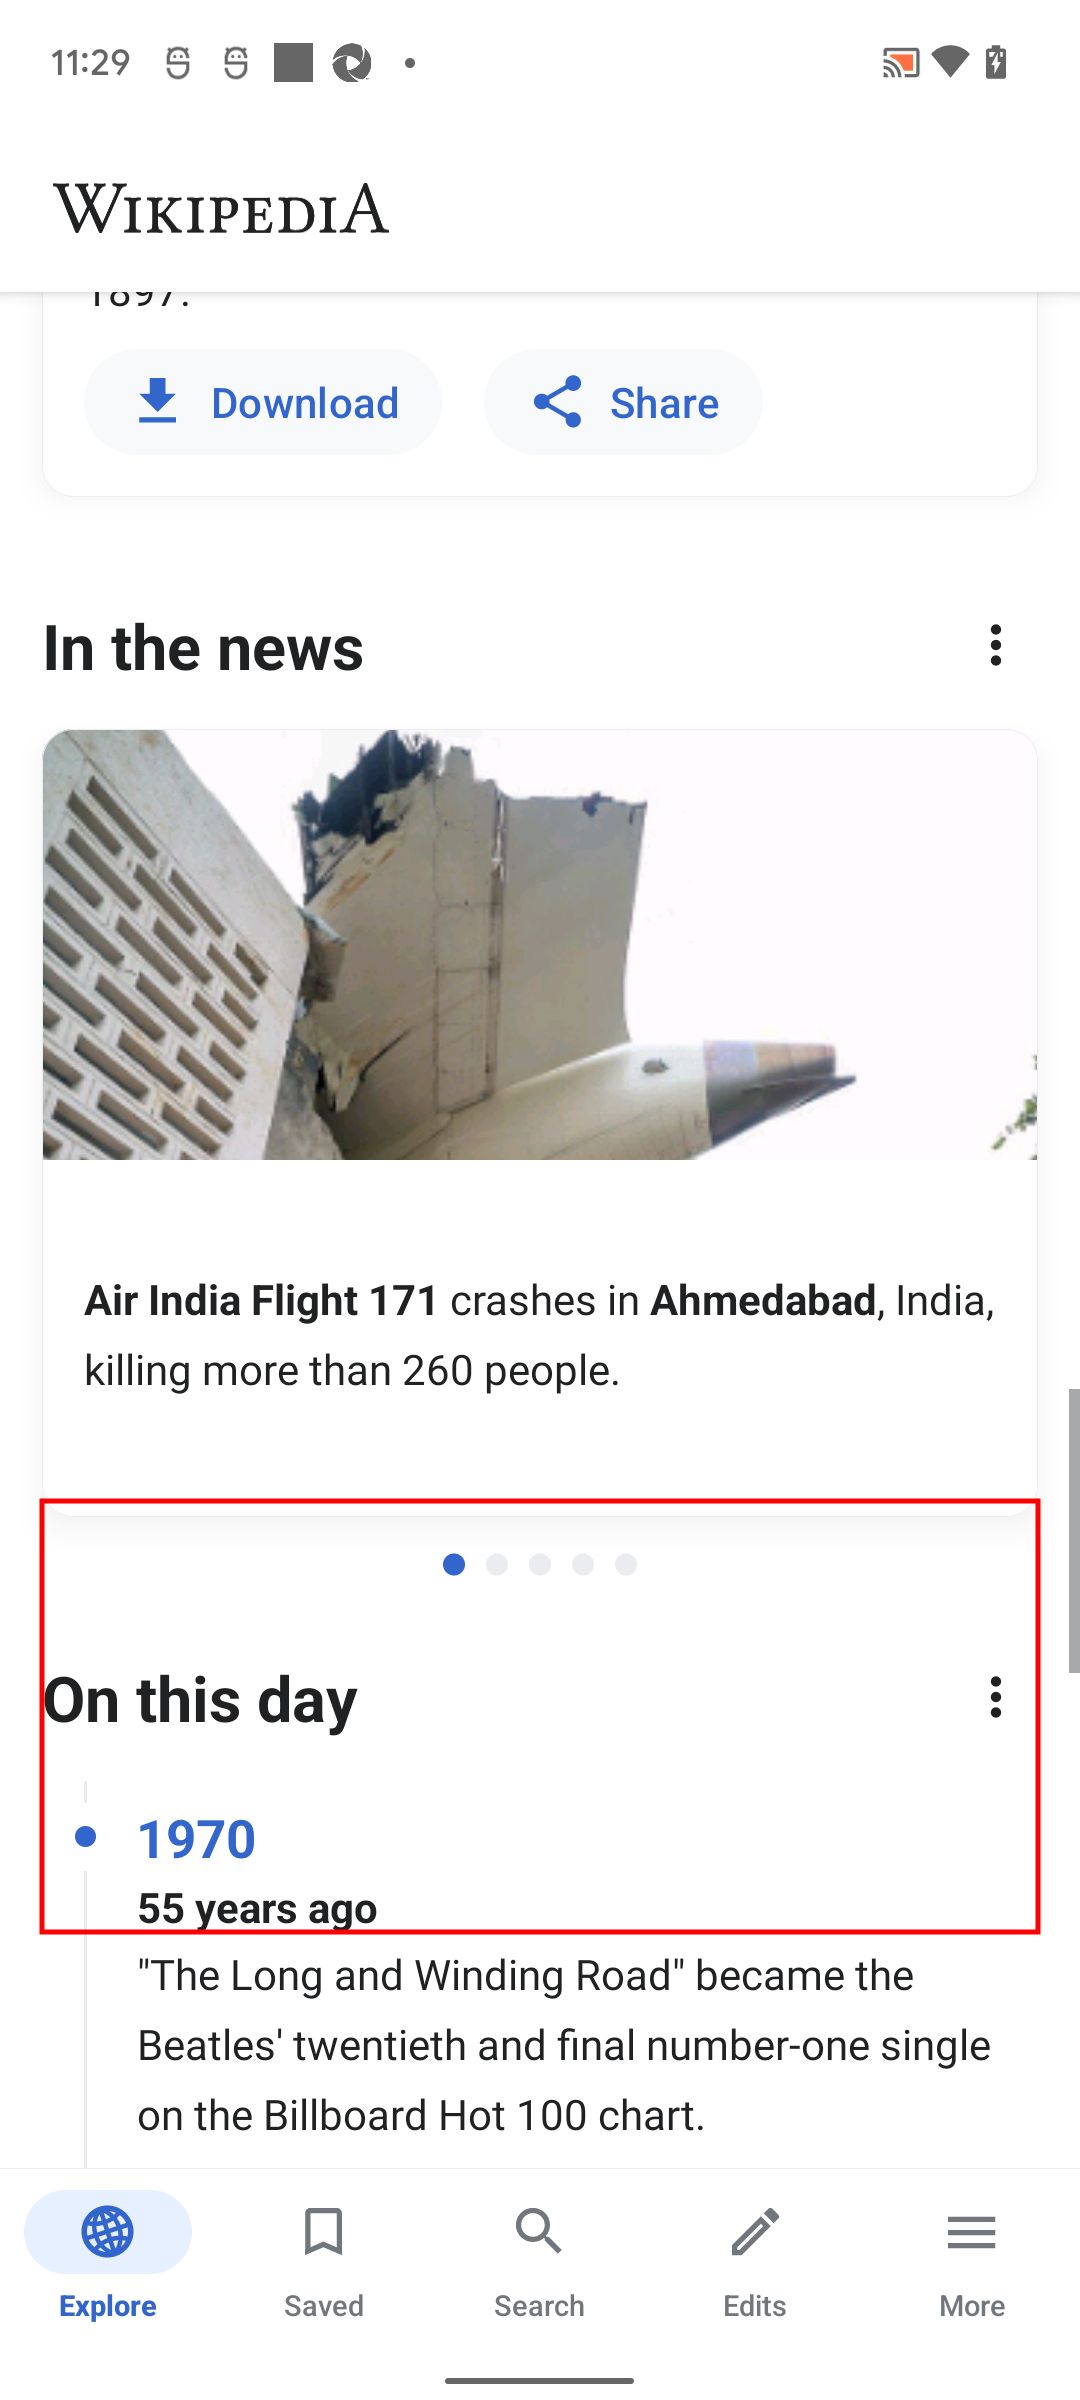 11:29
WIKIPEDIA
1897.
Download Share
In the news
Air India Flight 171 crashes in Ahmedabad, India,
killing more than 260 people.
On this day
1970
55 years ago
"The Long and Winding Road" became the
Beatles' twentieth and final number-one single
on the Billboard Hot 100 chart.
Explore Saved Search Edits More